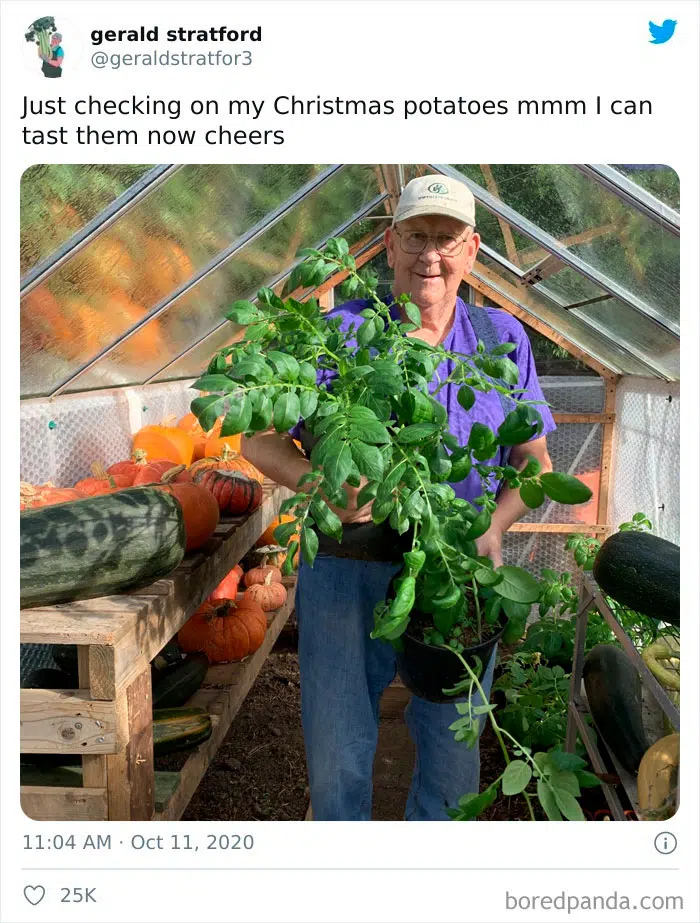 gerald stratford
@geraldstratfor3
Just checking on my Christmas potatoes mmm I can
tast them now cheers
11:04 AM · Oct 11, 2020
25K
boredpanda.com